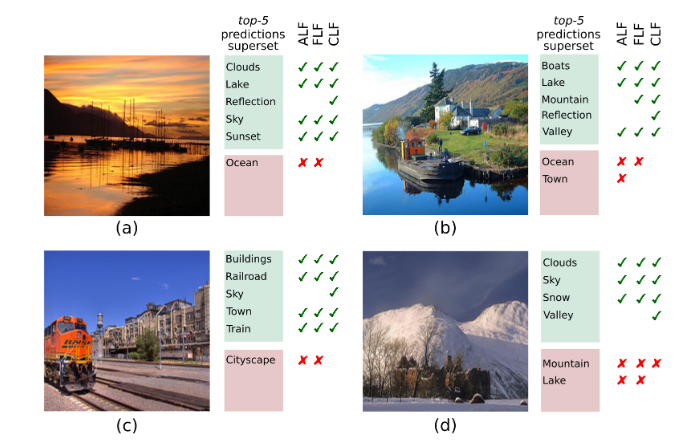 top-5
predictions
superset
ALF
FLF
CLF
Clouds ✓ ✓ ✓
Lake ✓ ✓ ✓
Reflection ✓
Sky ✓ ✓ ✓
Sunset ✓ ✓ ✓
Ocean ✗ ✗
(a)
top-5
predictions
superset
ALF
FLF
CLF
Boats ✓ ✓ ✓
Lake ✓ ✓ ✓
Mountain ✓ ✓
Reflection ✓
Valley ✓ ✓ ✓
Ocean ✗ ✗
Town ✗
(b)
BNSF
Buildings ✓ ✓ ✓
Railroad ✓ ✓ ✓
Sky ✓
Town ✓ ✓ ✓
Train ✓ ✓ ✓
Cityscape ✗ ✗
(c)
Clouds ✓ ✓ ✓
Sky ✓ ✓ ✓
Snow ✓ ✓ ✓
Valley ✓
Mountain ✗ ✗ ✗
Lake ✗ ✗
(d)